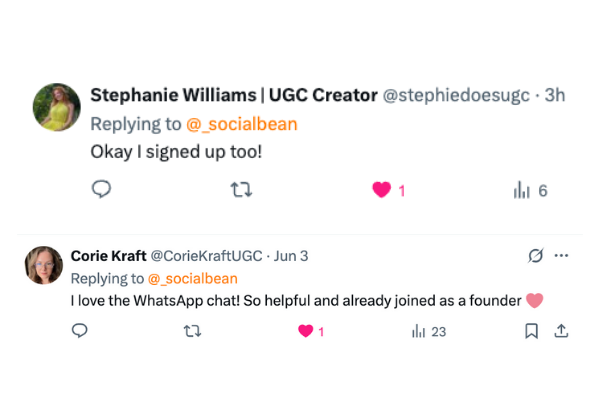 Stephanie Williams | UGC Creator @stephiedoesugc · 3h
Replying to @_socialbean
Okay I signed up too!
1 6
Corie Kraft @CorieKraftUGC · Jun 3
Replying to @_socialbean
I love the WhatsApp chat! So helpful and already joined as a founder
1 23